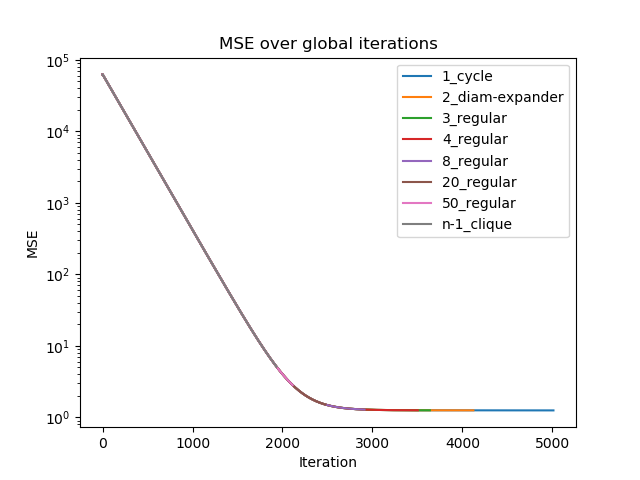 MSE over global iterations
10^5
10^4
10^3
10^2
10^1
10^0
MSE
1_cycle
2_diam-expander
3_regular
4_regular
8_regular
20_regular
50_regular
n-1_clique
0 1000 2000 3000 4000 5000
Iteration